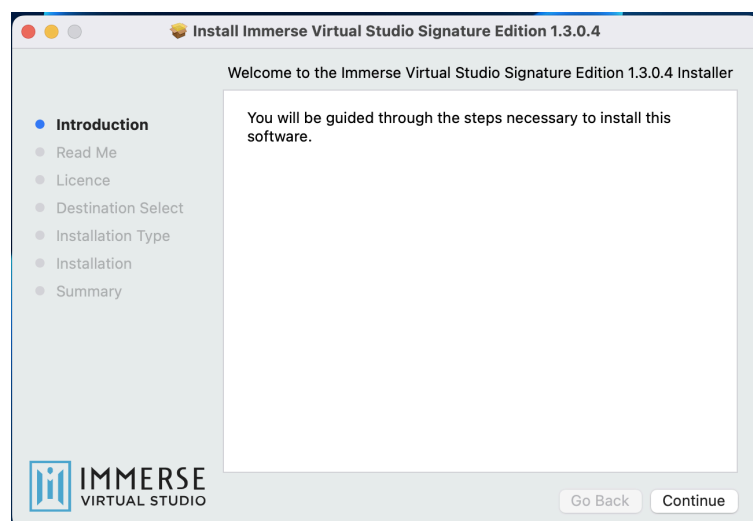 Install Immerse Virtual Studio Signature Edition 1.3.0.4
Welcome to the Immerse Virtual Studio Signature Edition 1.3.0.4 Installer
Introduction
Read Me
Licence
Destination Select
Installation Type
Installation
Summary
You will be guided through the steps necessary to install this
software.
IMMERSE
VIRTUAL STUDIO
Go Back
Continue